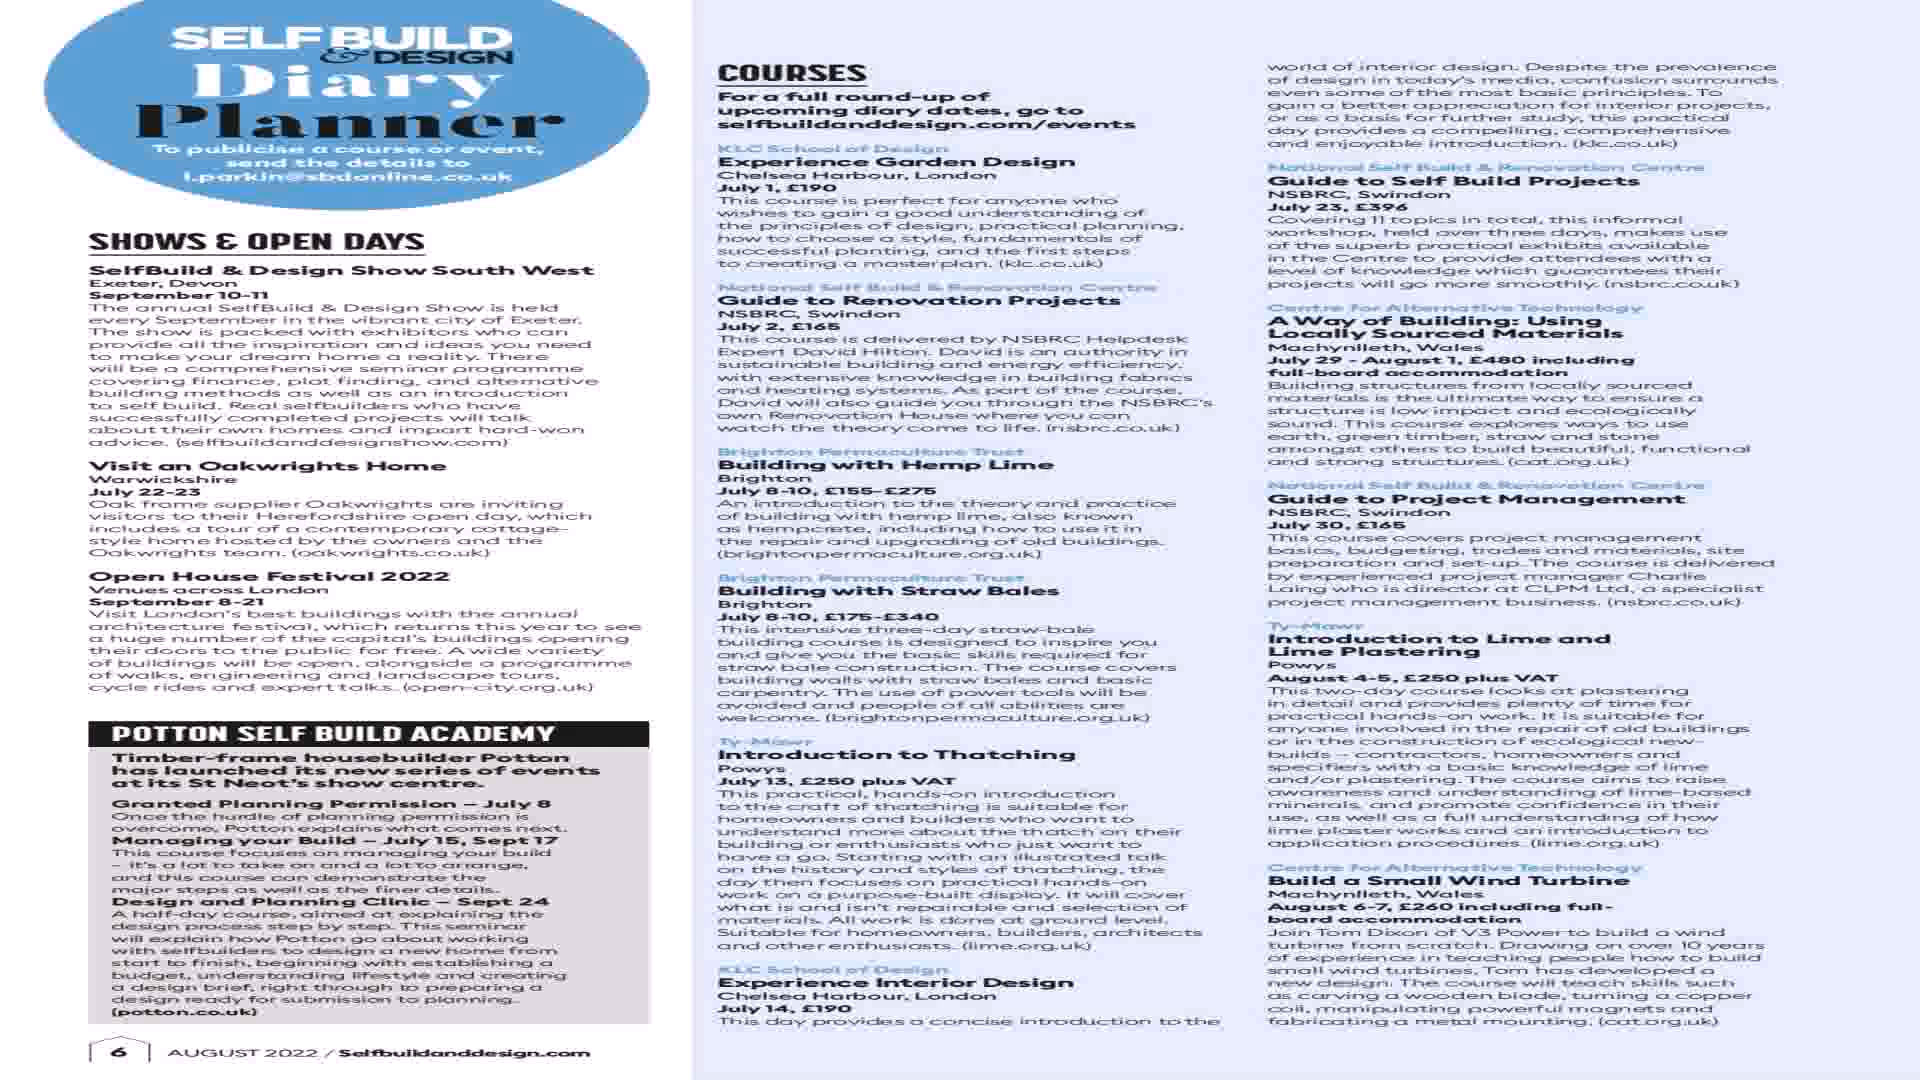 SELFBUILD
& DESIGN
Diary
Planner
To publicise a course or event,
send the details to
l.parkin@sbdonline.co.uk
SHOWS & OPEN DAYS
SelfBuild & Design Show South West
Exeter, Devon
September 10-11
The annual SelfBuild & Design Show is held
every September in the vibrant city of Exeter.
The show is packed with exhibitors who can
provide all the inspiration and ideas you need
to make your dream home a reality. There
will be a comprehensive seminar programme
covering finance, plot finding, and alternative
building methods as well as an introduction
to self build. Real selfbuilders who have
successfully completed projects will talk
about their own homes and impart hard-won
advice. (selfbuildanddesignshow.com)
Visit an Oakwrights Home
Warwickshire
July 22-23
Oak frame supplier Oakwrights are inviting
visitors to their Herefordshire open day, which
includes a tour of a contemporary cottage-
style home hosted by the owners and the
Oakwrights team. (oakwrights.co.uk)
Open House Festival 2022
Venues across London
September 8-21
Visit London's best buildings with the annual
architecture festival, which returns this year to see
a huge number of the capital's buildings opening
their doors to the public for free. A wide variety
of buildings will be open, alongside a programme
of walks, engineering and landscape tours,
cycle rides and expert talks. (open-city.org.uk)
POTTON SELF BUILD ACADEMY
Timber-frame housebuilder Potton
has launched its new series of events
at its St Neot's show centre.
Granted Planning Permission – July 8
Once the hurdle of planning permission is
overcome, Potton explains what comes next.
Managing your Build – July 15, Sept 17
This course focuses on managing your build
– it's a lot to take on and a lot to arrange,
and this course can demonstrate the
major steps as well as the finer details.
Design and Planning Clinic – Sept 24
A half-day course, aimed at explaining the
design process step by step. This seminar
will explain how Potton go about working
with selfbuilders to design a new home from
start to finish, beginning with establishing a
budget, understanding lifestyle and creating
a design brief, right through to preparing a
design ready for submission to planning.
(potton.co.uk)
6 AUGUST 2022 / Selfbuildanddesign.com
COURSES
For a full round-up of
upcoming diary dates, go to
selfbuildanddesign.com/events
KLC School of Design
Experience Garden Design
Chelsea Harbour, London
July 1, £190
This course is perfect for anyone who
wishes to gain a good understanding of
the principles of design, practical planning,
how to choose a style, fundamentals of
successful planting, and the first steps
to creating a masterplan. (klc.co.uk)
National Self Build & Renovation Centre
Guide to Renovation Projects
NSBRC, Swindon
July 2, £165
This course is delivered by NSBRC Helpdesk
Expert David Hilton. David is an authority in
sustainable building and energy efficiency,
with extensive knowledge in building fabrics
and heating systems. As part of the course,
David will also guide you through the NSBRC's
own Renovation House where you can
watch the theory come to life. (nsbrc.co.uk)
Brighton Permaculture Trust
Building with Hemp Lime
Brighton
July 8-10, £155-£275
An introduction to the theory and practice
of building with hemp lime, also known
as hempcrete, including how to use it in
the repair and upgrading of old buildings.
(brightonpermaculture.org.uk)
Brighton Permaculture Trust
Building with Straw Bales
Brighton
July 8-10, £175-£340
This intensive three-day straw-bale
building course is designed to inspire you
and give you the basic skills required for
straw bale construction. The course covers
building walls with straw bales and basic
carpentry. The use of power tools will be
avoided and people of all abilities are
welcome. (brightonpermaculture.org.uk)
Ty-Mawr
Introduction to Thatching
Powys
July 13, £250 plus VAT
This practical, hands-on introduction
to the craft of thatching is suitable for
homeowners and builders who want to
understand more about the thatch on their
building or enthusiasts who just want to
have a go. Starting with an illustrated talk
on the history and styles of thatching, the
day then focuses on practical hands-on
work on a purpose-built display. It will cover
what is and isn't repairable and selection of
materials. All work is done at ground level.
Suitable for homeowners, builders, architects
and other enthusiasts. (lime.org.uk)
KLC School of Design
Experience Interior Design
Chelsea Harbour, London
July 14, £190
This day provides a concise introduction to the
world of interior design. Despite the prevalence
of design in today's media, confusion surrounds
even some of the most basic principles. To
gain a better appreciation for interior projects,
or as a basis for further study, this practical
day provides a compelling, comprehensive
and enjoyable introduction. (klc.co.uk)
National Self Build & Renovation Centre
Guide to Self Build Projects
NSBRC, Swindon
July 23, £396
Covering 11 topics in total, this informal
workshop, held over three days, makes use
of the superb practical exhibits available
in the Centre to provide attendees with a
level of knowledge which guarantees their
projects will go more smoothly. (nsbrc.co.uk)
Centre for Alternative Technology
A Way of Building: Using
Locally Sourced Materials
Machynlleth, Wales
July 29 - August 1, £480 including
full-board accommodation
Building structures from locally sourced
materials is the ultimate way to ensure a
structure is low impact and ecologically
sound. This course explores ways to use
earth, green timber, straw and stone
amongst others to build beautiful, functional
and strong structures. (cat.org.uk)
National Self Build & Renovation Centre
Guide to Project Management
NSBRC, Swindon
July 30, £165
This course covers project management
basics, budgeting, trades and materials, site
preparation and set-up. The course is delivered
by experienced project manager Charlie
Laing who is director at CLPM Ltd, a specialist
project management business. (nsbrc.co.uk)
Ty-Mawr
Introduction to Lime and
Lime Plastering
Powys
August 4-5, £250 plus VAT
This two-day course looks at plastering
in detail and provides plenty of time for
practical hands-on work. It is suitable for
anyone involved in the repair of old buildings
or in the construction of ecological new-
builds – contractors, homeowners and
specifiers with a basic knowledge of lime
and/or plastering. The course aims to raise
awareness and understanding of lime-based
minerals, and promote confidence in their
use, as well as a full understanding of how
lime plaster works and an introduction to
application procedures. (lime.org.uk)
Centre for Alternative Technology
Build a Small Wind Turbine
Machynlleth, Wales
August 6-7, £260 including full-
board accommodation
Join Tom Dixon of V3 Power to build a wind
turbine from scratch. Drawing on over 10 years
of experience in teaching people how to build
small wind turbines, Tom has developed a
new design. The course will teach skills such
as carving a wooden blade, turning a copper
coil, manipulating powerful magnets and
fabricating a metal mounting. (cat.org.uk)